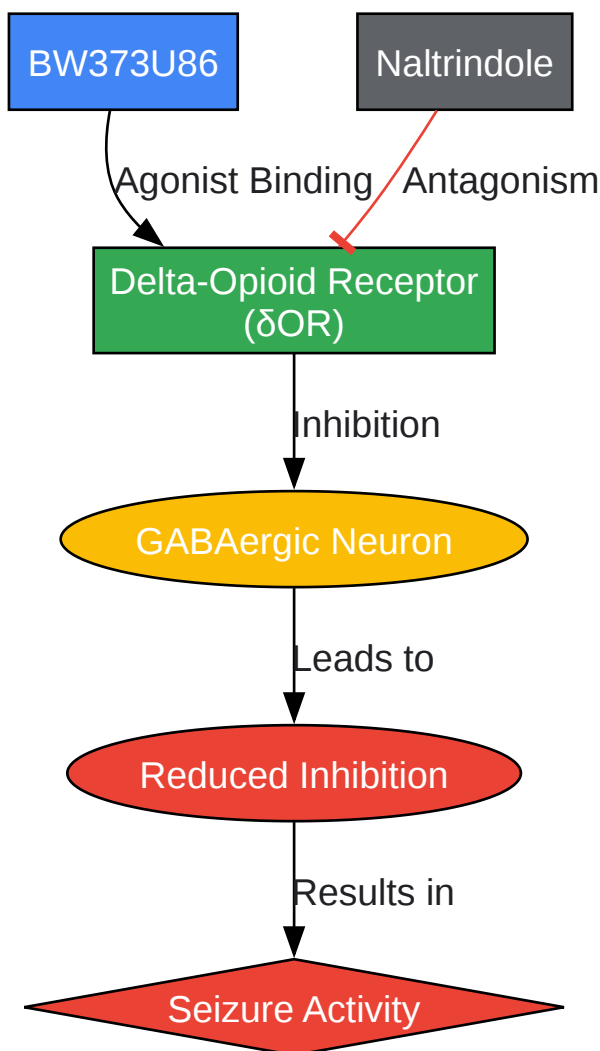 BW373U86
Naltrindole
Agonist Binding
Antagonism
Delta-Opioid Receptor
(δOR)
Inhibition
GABAergic Neuron
Leads to
Reduced Inhibition
Results in
Seizure Activity